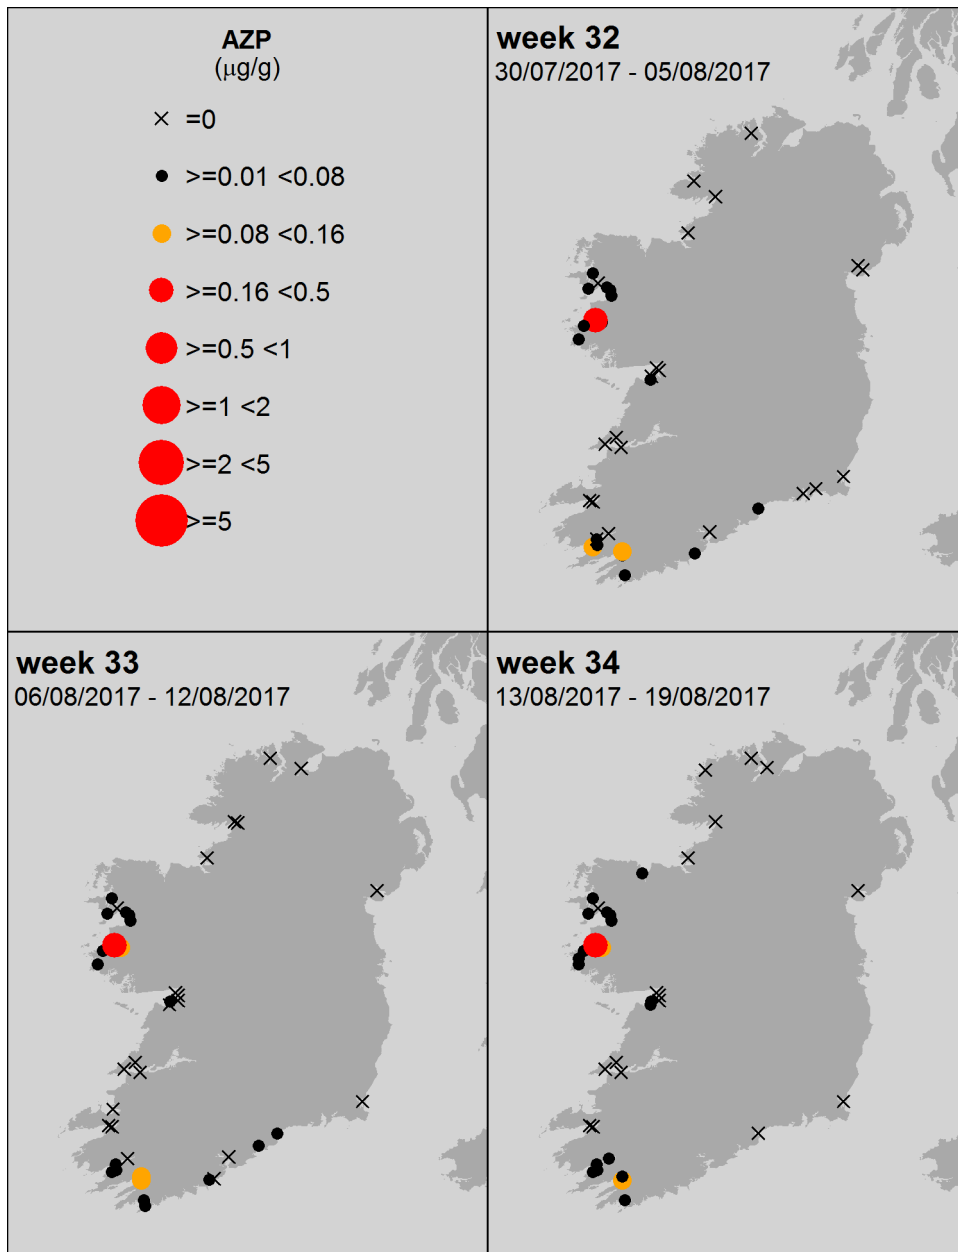 AZP
(μg/g)
=0
>=0.01 <0.08
>=0.08 <0.16
>=0.16 <0.5
>=0.5 <1
>=1 <2
>=2 <5
>=5
week 32
30/07/2017 - 05/08/2017
week 33
06/08/2017 - 12/08/2017
week 34
13/08/2017 - 19/08/2017